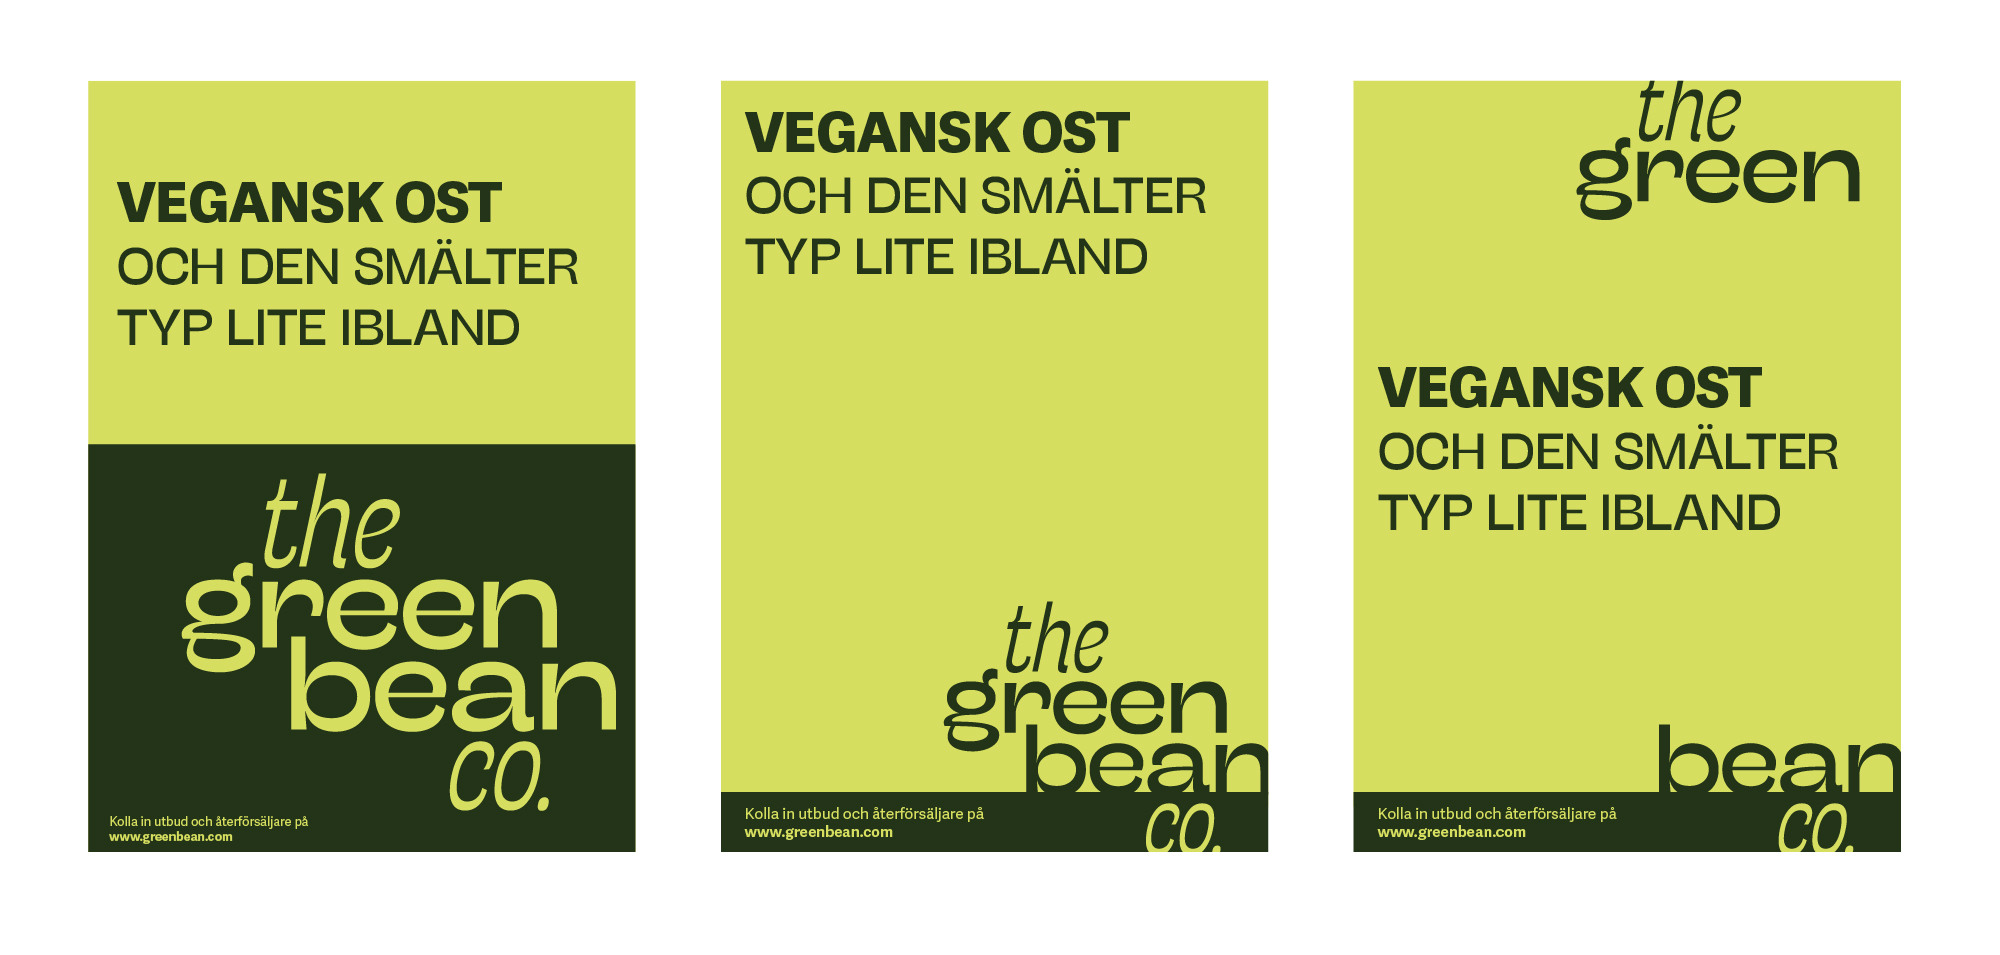 VEGANSK OST
OCH DEN SMÄLTER
TYP LITE IBLAND
the
green
bean
co.
Kolla in utbud och återförsäljare på
www.greenbean.com
VEGANSK OST
OCH DEN SMÄLTER
TYP LITE IBLAND
the
green
bean
co.
Kolla in utbud och återförsäljare på
www.greenbean.com
the
green
VEGANSK OST
OCH DEN SMÄLTER
TYP LITE IBLAND
bean
co.
Kolla in utbud och återförsäljare på
www.greenbean.com